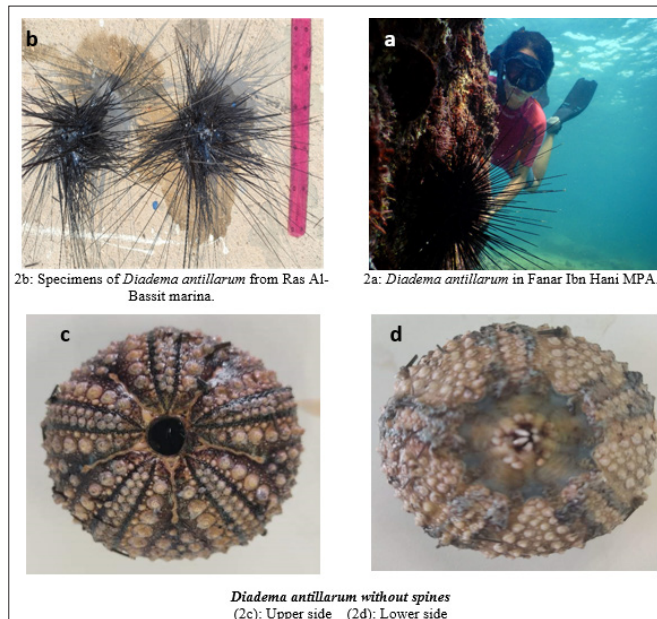 b
a
2b: Specimens of Diadema antillarum from Ras Al-
Bassit marina.
2a: Diadema antillarum in Fanar Ibn Hani MPA.
c
d
Diadema antillarum without spines
(2c): Upper side (2d): Lower side